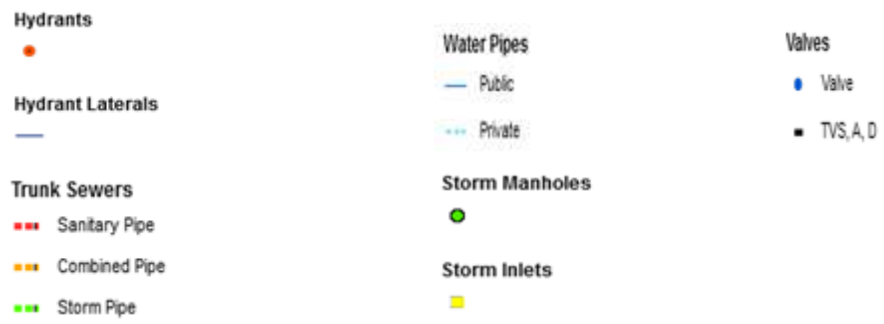 Hydrants
Hydrant Laterals
Trunk Sewers
Sanitary Pipe
Combined Pipe
Storm Pipe
Water Pipes
Public
Private
Storm Manholes
Storm Inlets
Valves
Valve
TVS, A, D